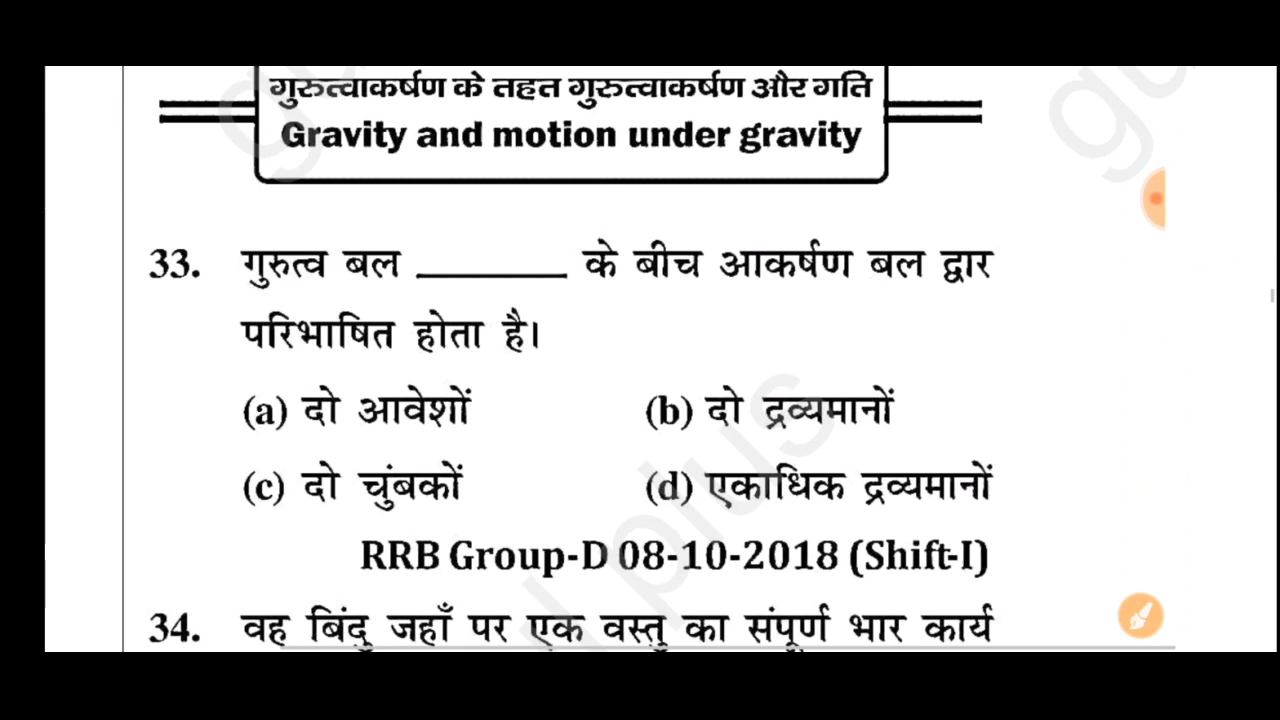 गुरुत्वाकर्षण के तहत गुरुत्वाकर्षण और गति
Gravity and motion under gravity
33. गुरुत्व बल ________ के बीच आकर्षण बल द्वार
परिभाषित होता है।
(a) दो आवेशों (b) दो द्रव्यमानों
(c) दो चुंबकों (d) एकाधिक द्रव्यमानों
RRB Group-D 08-10-2018 (Shift-I)
34. वह बिंदु जहाँ पर एक वस्तु का संपूर्ण भार कार्य